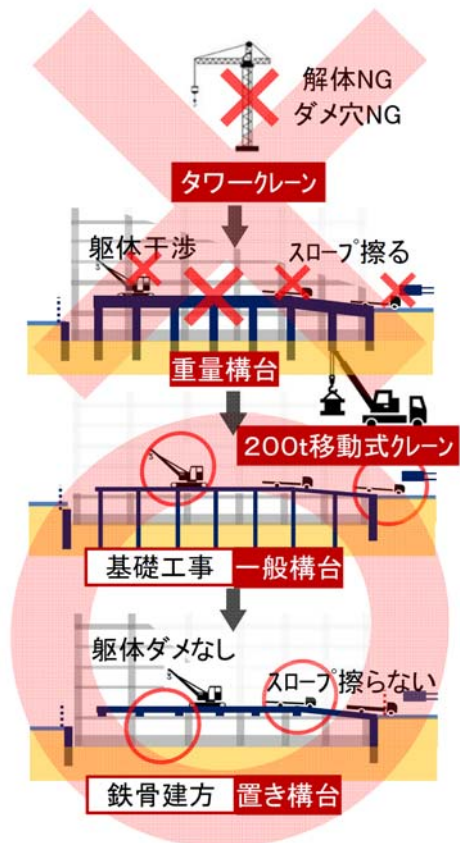 解体NG
ダメ穴NG
タワークレーン
躯体干渉
スロープ擦る
重量構台
200t移動式クレーン
基礎工事 一般構台
躯体ダメなし
スロープ擦らない
鉄骨建方 置き構台